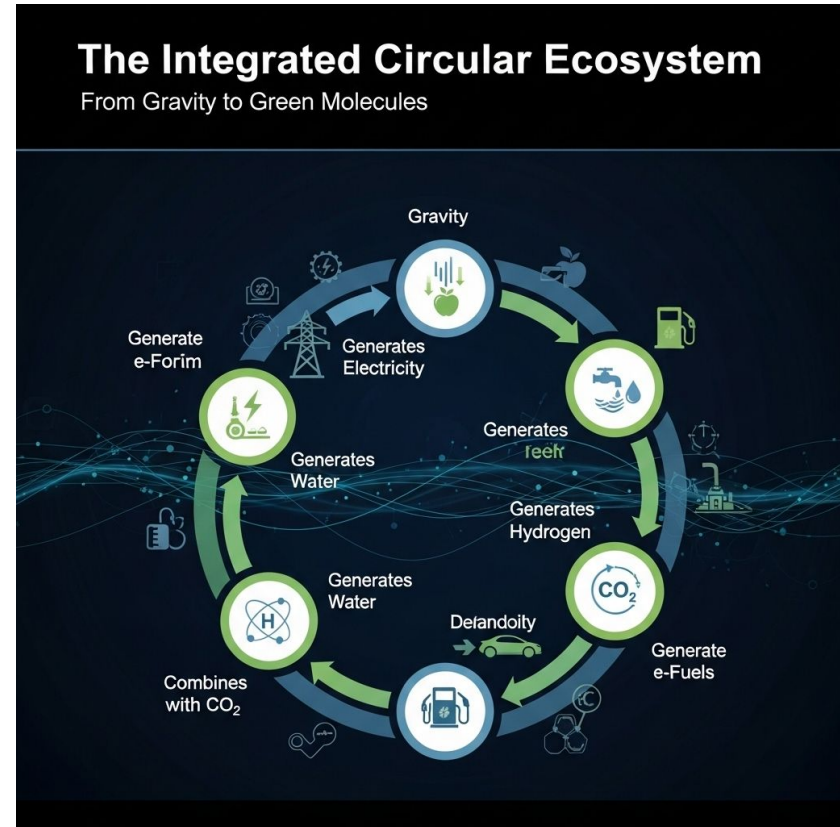 The Integrated Circular Ecosystem
From Gravity to Green Molecules
Gravity
Generate
e-Forim
Generates
Electricity
Generates
Generates
Water
Generates
Hydrogen
Generates
Water
CO₂
H
Generate
e-Fuels
Combines
with CO₂